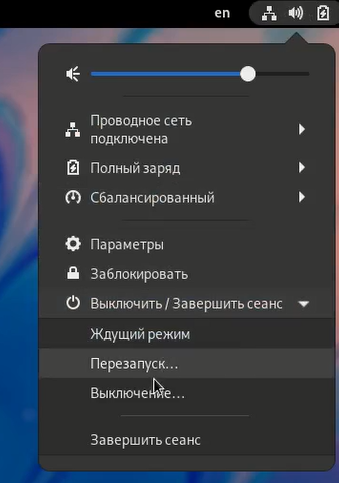 en
Проводное сеть
подключена
Полный заряд
Сбалансированный
Параметры
Заблокировать
Выключить / Завершить сеанс
Ждущий режим
Перезапуск...
Выключение...
Завершить сеанс